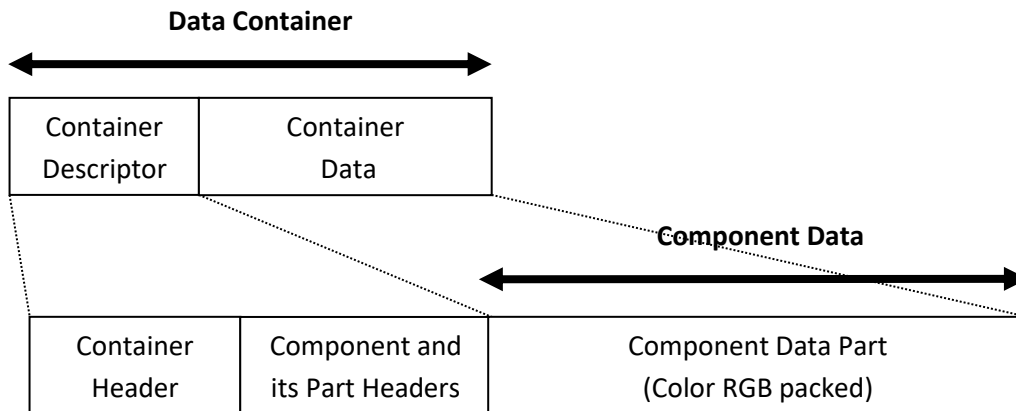 Data Container
Container
Descriptor
Container
Data
Component Data
Container
Header
Component and
its Part Headers
Component Data Part
(Color RGB packed)